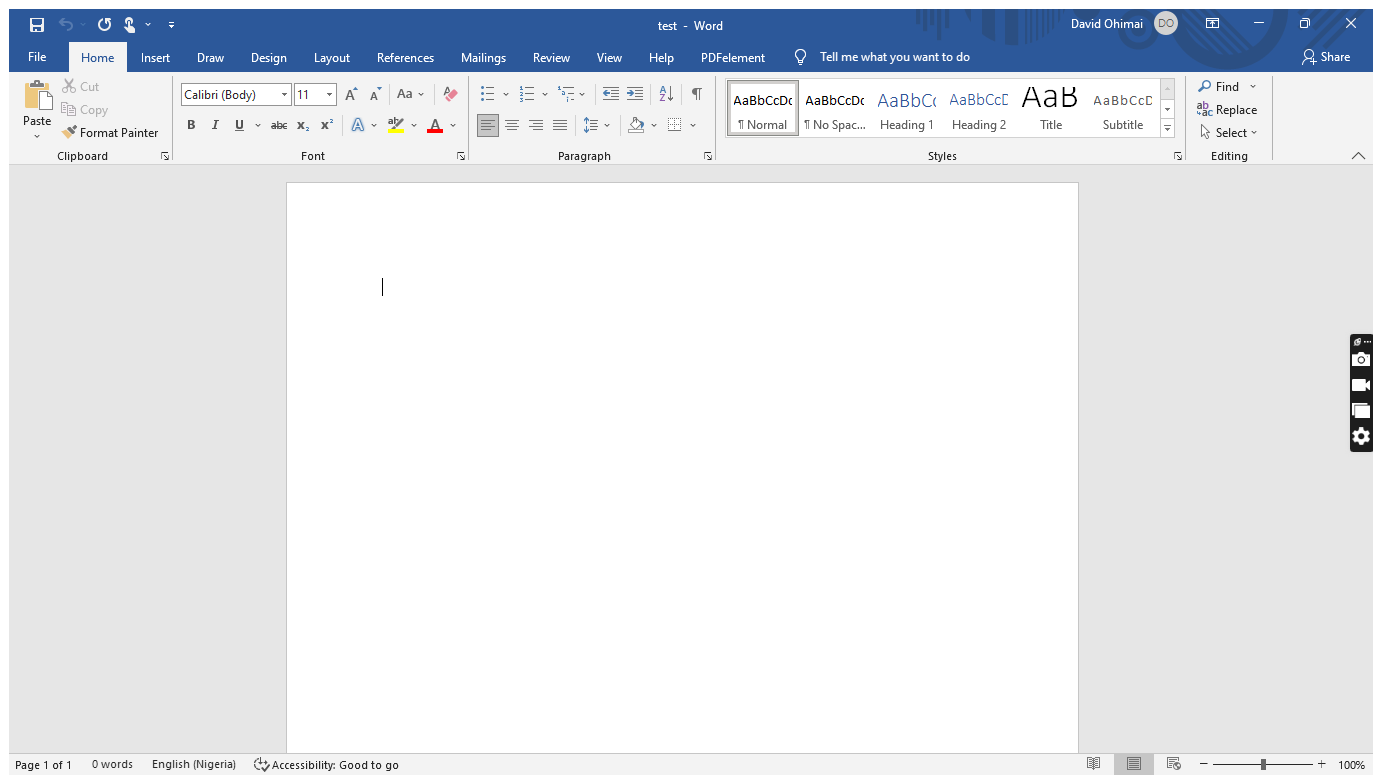 test - Word
David Ohimai DO
File Home Insert Draw Design Layout References Mailings Review View Help PDFelement Tell me what you want to do Share
Paste
Cut
Copy
Format Painter
Clipboard
Calibri (Body) 11 A A Aa A
B I U abc x₂ x² A ab A
Font
A Z ¶
Paragraph
AaBbCcDc AaBbCcDc AaBbCc AaBbCcD AaB AaBbCcD
¶ Normal ¶ No Spac... Heading 1 Heading 2 Title Subtitle
Styles
Find
Replace
Select
Editing
Page 1 of 1 0 words English (Nigeria) Accessibility: Good to go 100%